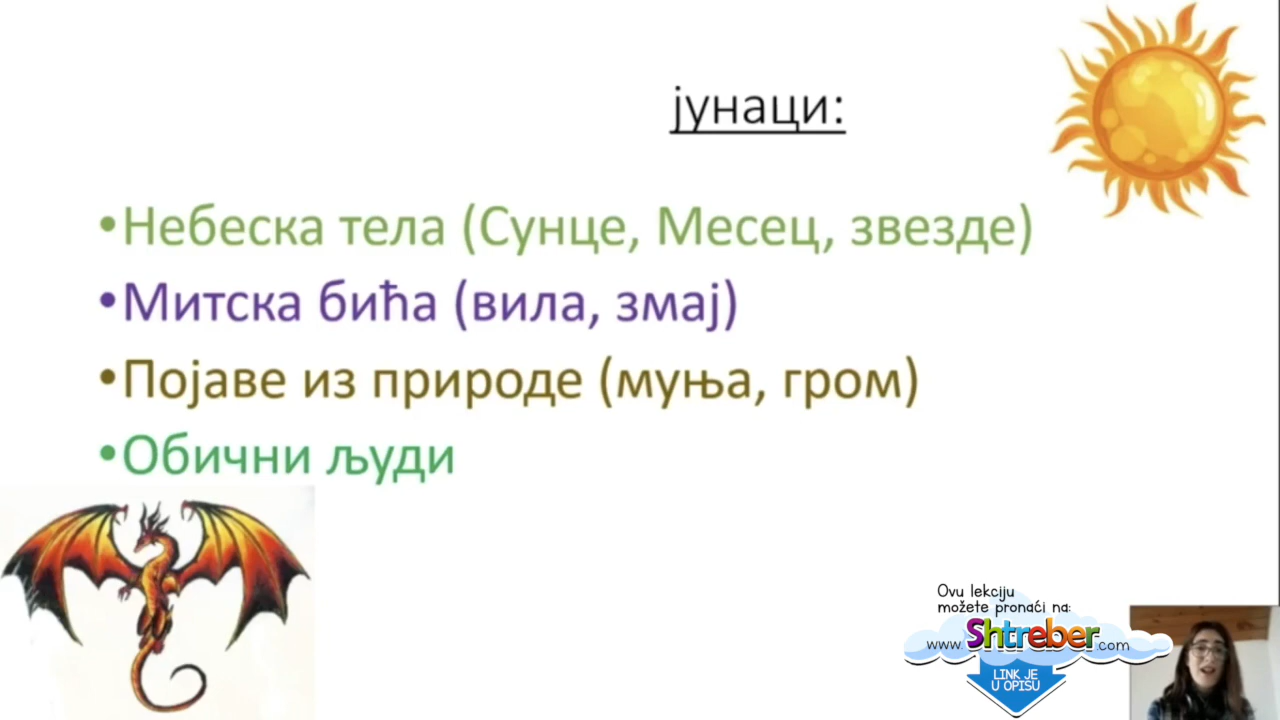 јунаци:
•Небеска тела (Сунце, Месец, звезде)
•Митска бића (вила, змај)
•Појаве из природе (муња, гром)
•Обични људи
Ovu lekciju
možete pronaći na:
www.Shtreber.com
LINK JE
U OPISU